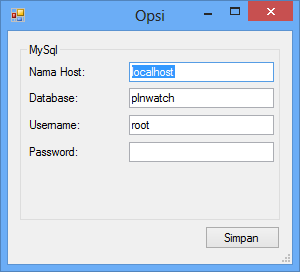 Opsi
MySql
Nama Host: localhost
Database: plnwatch
Username: root
Password:
Simpan